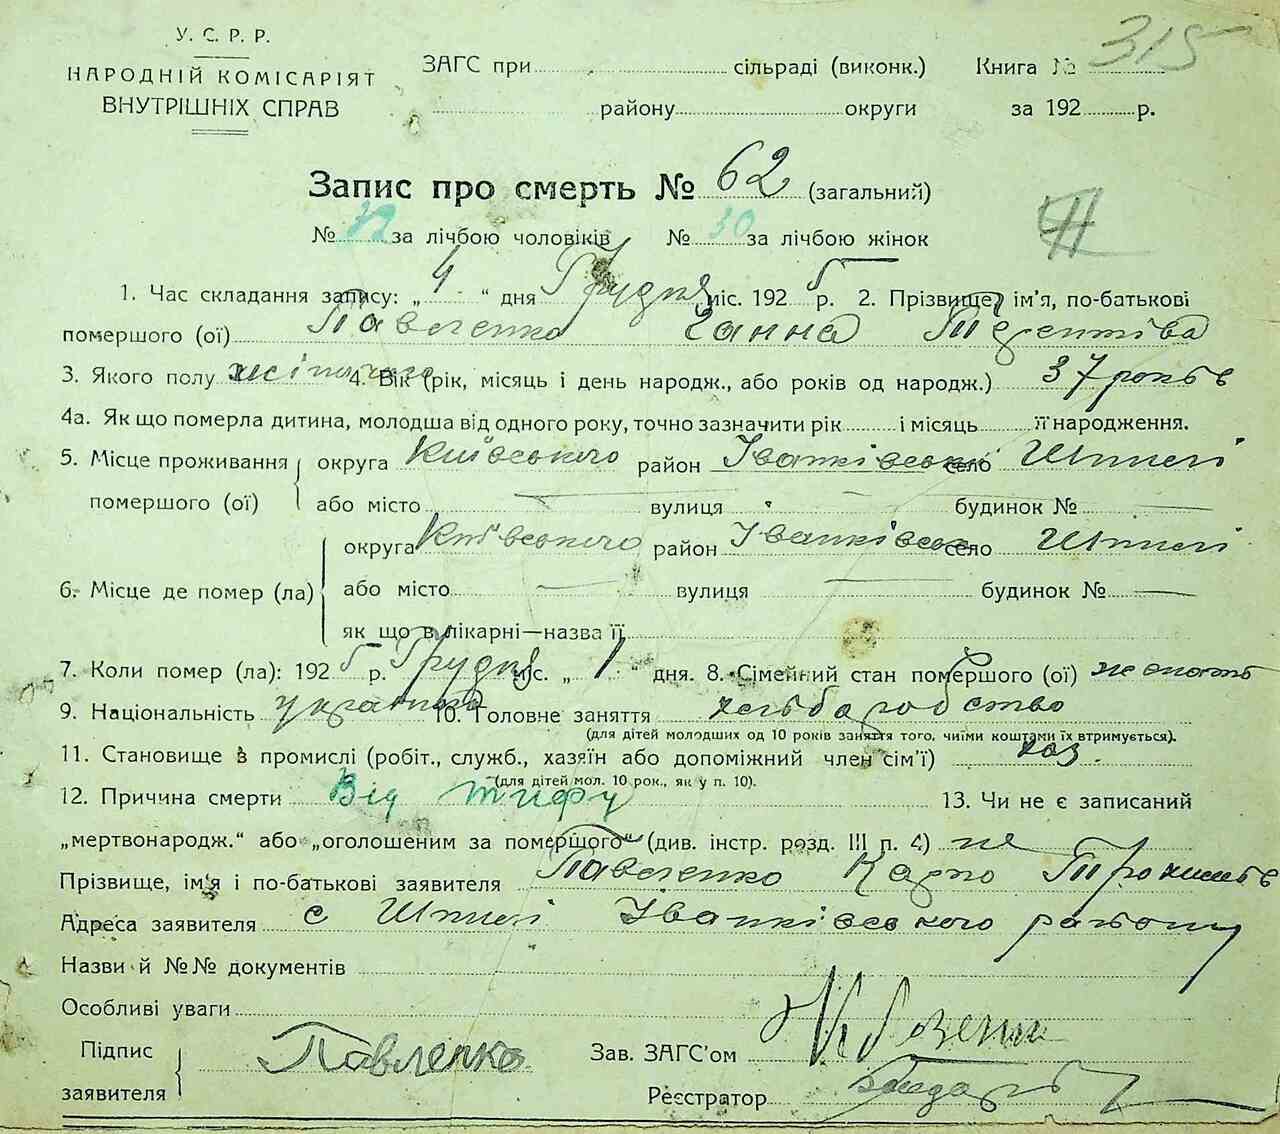 У. С. Р. Р.
НАРОДНІЙ КОМІСАРІЯТ
ВНУТРІШНІХ СПРАВ
ЗАГС при сільраді (виконк.) Книга № 315
району округи за 192 р.
Запис про смерть № 62 (загальний)
№ 32 за лічбою чоловіків № 30 за лічбою жінок
1. Час складання запису: „4“ дня Грудня міс. 1925 р. 2. Прізвище, ім'я, по-батькові
помершого (ої) Павленко Ганна Терентіва
3. Якого полу жіночого 4. Вік (рік, місяць і день народж., або років од народж.) 37 років
4а. Як що померла дитина, молодша від одного року, точно зазначити рік і місяць її народження.
5. Місце проживання помершого (ої) округа Київського район Іванківськ село Шпилі
або місто — вулиця будинок № —
6. Місце де помер (ла) округа Київського район Іванківськ село Шпилі
або місто — вулиця — будинок № —
як що в лікарні—назва її
7. Коли помер (ла): 1925 р. Грудня міс. „1“ дня. 8. Сімейний стан помершого (ої)
9. Національність українка 10. Головне заняття хлібаробство
(для дітей молодших од 10 років заняття того, чиїми коштами їх втримується).
11. Становище в промислі (робіт., служб., хазяїн або допоміжний член сім'ї) хаз.
(для дітей мол. 10 рок., як у п. 10).
12. Причина смерти Від тифу 13. Чи не є записаний
„мертвонародж.“ або „оголошеним за помершого“ (див. інстр. розд. III п. 4) ні
Прізвище, ім'я і по-батькові заявителя Павленко Карпо
Адреса заявителя с Шпилі Іванківського району
Назви й №№ документів
Особливі уваги
Підпис заявителя Павленко Зав. ЗАГС'ом
Реєстратор